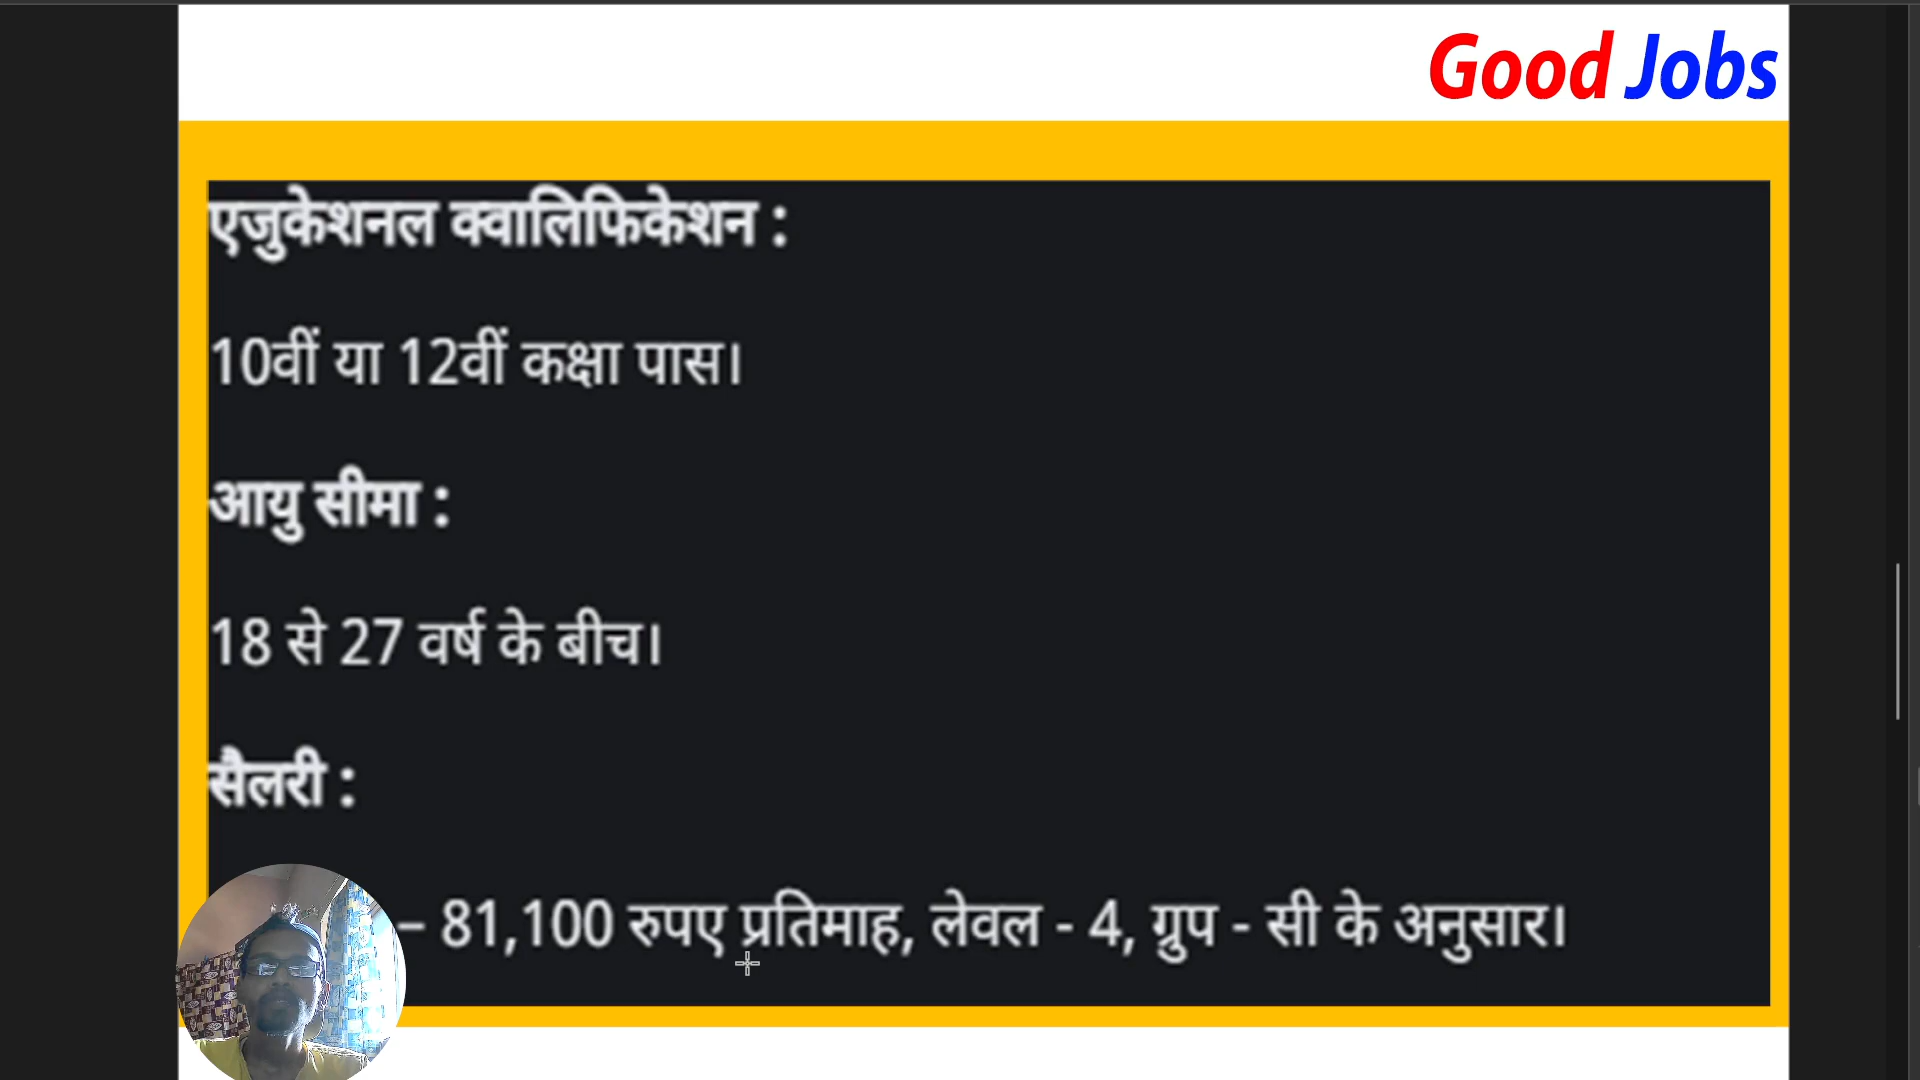 Good Jobs
एजुकेशनल क्वालिफिकेशन :
10वीं या 12वीं कक्षा पास।
आयु सीमा :
18 से 27 वर्ष के बीच।
सैलरी :
– 81,100 रुपए प्रतिमाह, लेवल - 4, ग्रुप - सी के अनुसार।